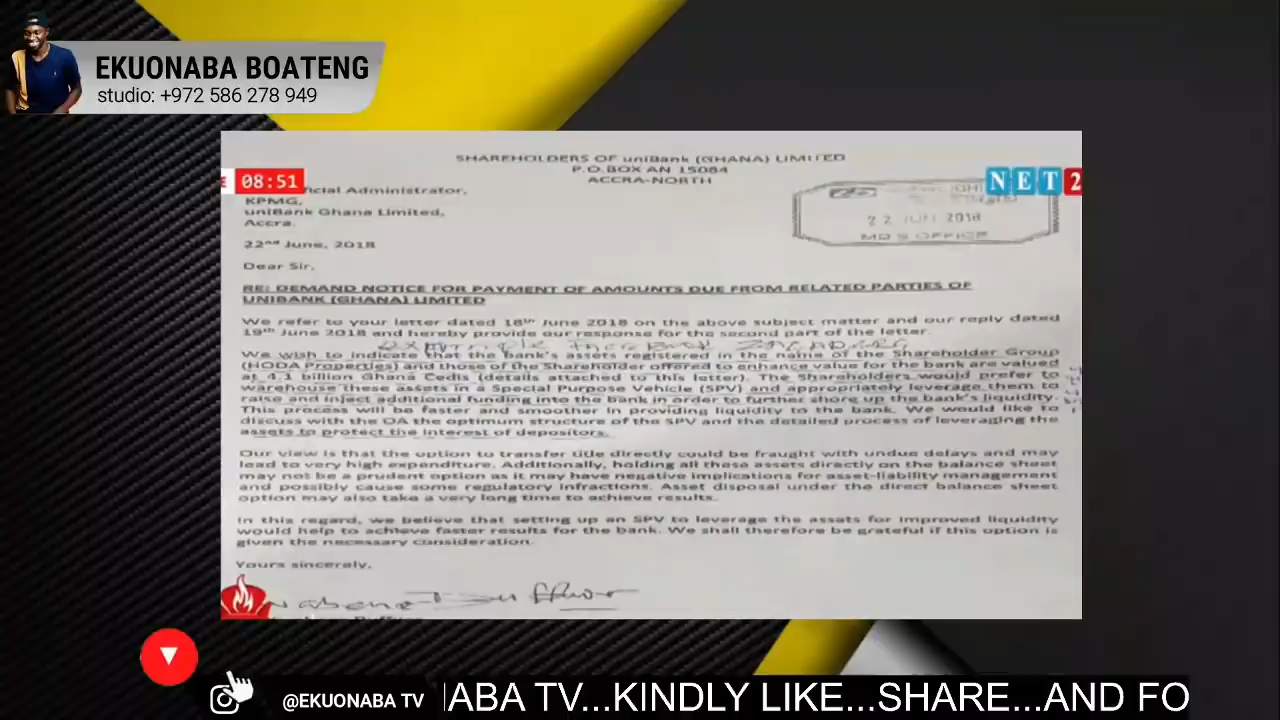 EKUONABA BOATENG
studio: +972 586 278 949
SHAREHOLDERS OF uniBank (GHANA) LIMITED
P.O.BOX AN 15084
ACCRA-NORTH
08:51
NET2
Administrator,
KPMG,
uniBank Ghana Limited,
Accra.
22 JUN 2018
MD'S OFFICE
22nd June, 2018
Dear Sir,
RE: DEMAND NOTICE FOR PAYMENT OF AMOUNTS DUE FROM RELATED PARTIES OF
UNIBANK (GHANA) LIMITED
We refer to your letter dated 18th June 2018 on the above subject matter and our reply dated
19th June 2018 and hereby provide our response for the second part of the letter.
We wish to indicate that the bank's assets registered in the name of the Shareholder Group
(HODA Properties) and those of the Shareholder offered to enhance value for the bank are valued
at 4.1 billion Ghana Cedis (details attached to this letter). The Shareholders would prefer to
warehouse these assets in a Special Purpose Vehicle (SPV) and appropriately leverage them to
raise and inject additional funding into the bank in order to further shore up the bank's liquidity.
This process will be faster and smoother in providing liquidity to the bank. We would like to
discuss with the OA the optimum structure of the SPV and the detailed process of leveraging the
assets to protect the interest of depositors.
Our view is that the option to transfer title directly could be fraught with undue delays and may
lead to very high expenditure. Additionally, holding all these assets directly on the balance sheet
may not be a prudent option as it may have negative implications for asset-liability management
and possibly cause some regulatory infractions. Asset disposal under the direct balance sheet
option may also take a very long time to achieve results.
In this regard, we believe that setting up an SPV to leverage the assets for improved liquidity
would help to achieve faster results for the bank. We shall therefore be grateful if this option is
given the necessary consideration.
Yours sincerely,
@EKUONABA TV
ABA TV...KINDLY LIKE...SHARE...AND FO